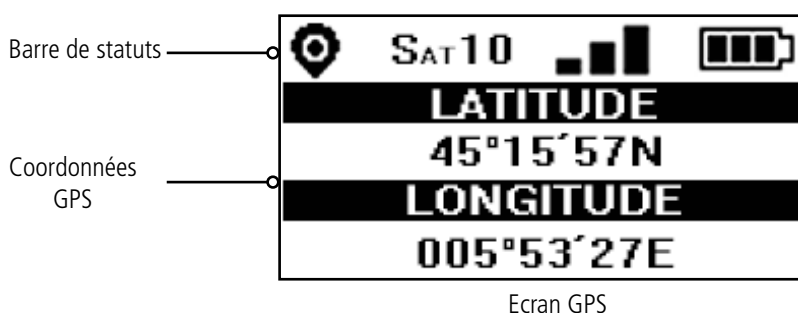 Barre de statuts
SAT10
LATITUDE
45°15´57N
Coordonnées
GPS
LONGITUDE
005°53´27E
Ecran GPS